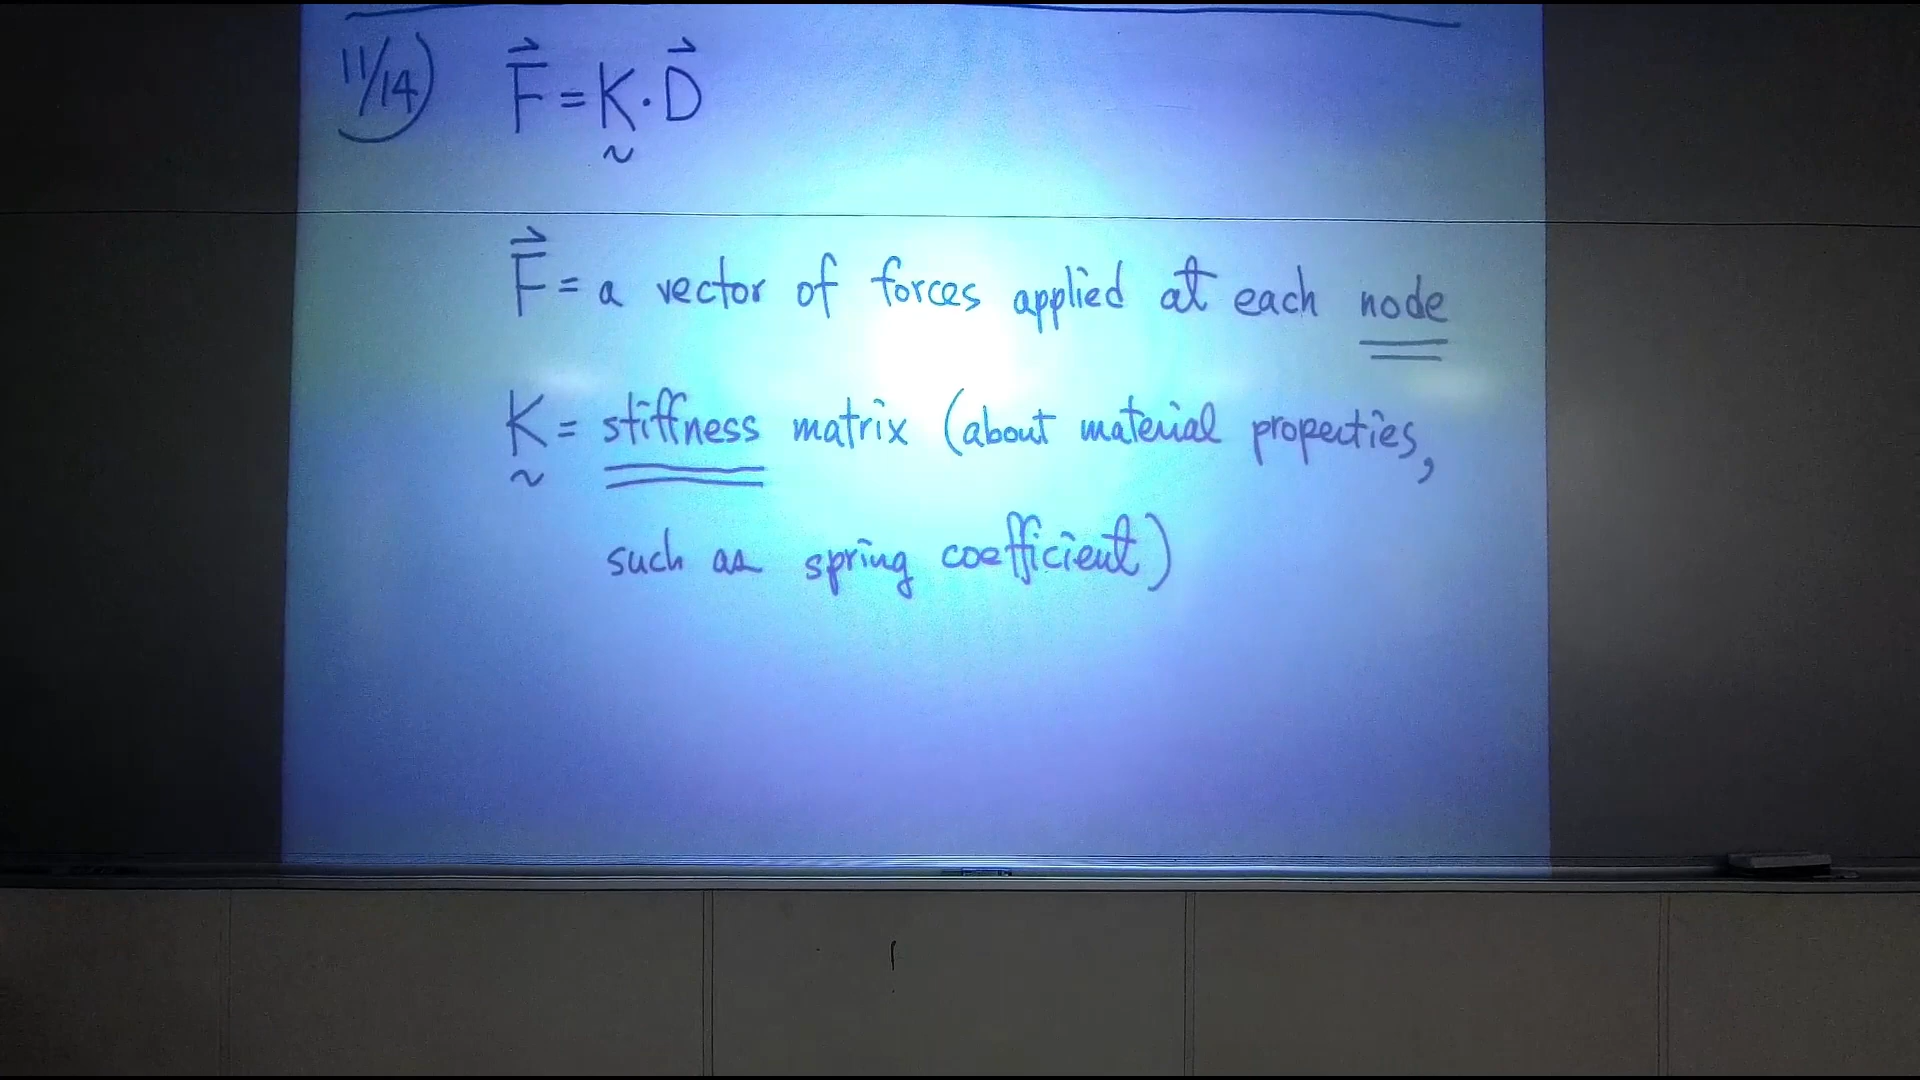 11/14) F⃗ = K̰ · D⃗
F⃗ = a vector of forces applied at each node
K̰ = stiffness matrix (about material properties,
such as spring coefficient)